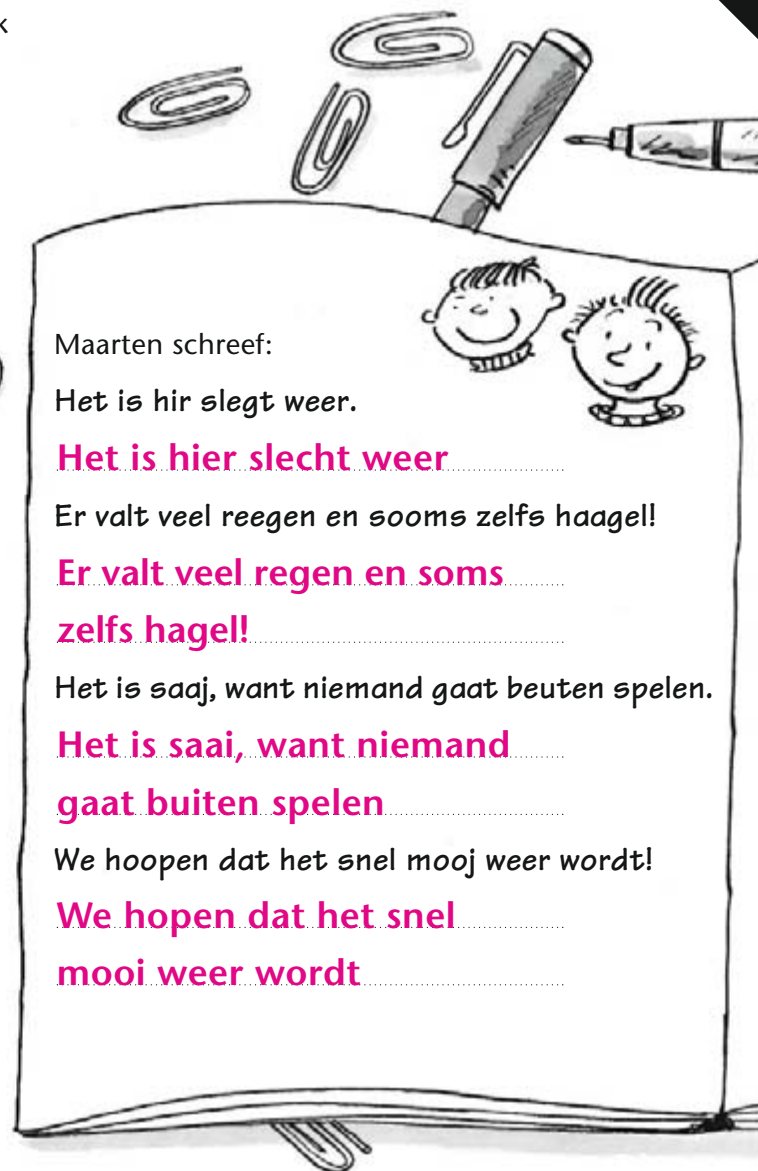 k
Maarten schreef:
Het is hir slegt weer.
Het is hier slecht weer
Er valt veel reegen en sooms zelfs haagel!
Er valt veel regen en soms
zelfs hagel!
Het is saaj, want niemand gaat beuten spelen.
Het is saai, want niemand
gaat buiten spelen
We hoopen dat het snel mooj weer wordt!
We hopen dat het snel
mooi weer wordt